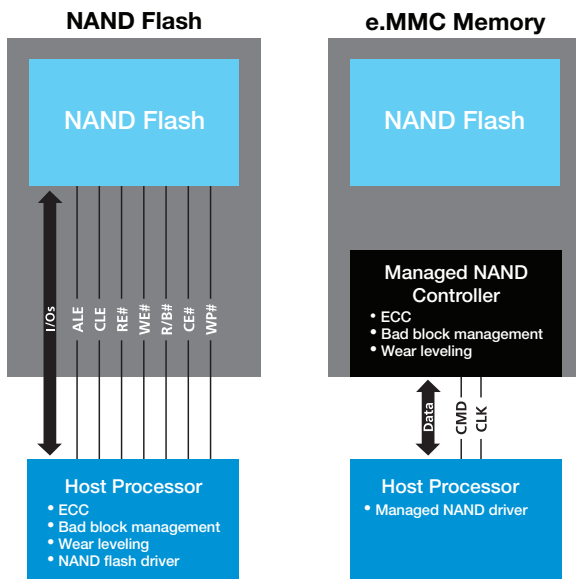 NAND Flash
NAND Flash
I/Os
ALE
CLE
RE#
WE#
R/B#
CE#
WP#
Host Processor
• ECC
• Bad block management
• Wear leveling
• NAND flash driver
e.MMC Memory
NAND Flash
Managed NAND
Controller
• ECC
• Bad block management
• Wear leveling
Data
CMD
CLK
Host Processor
• Managed NAND driver